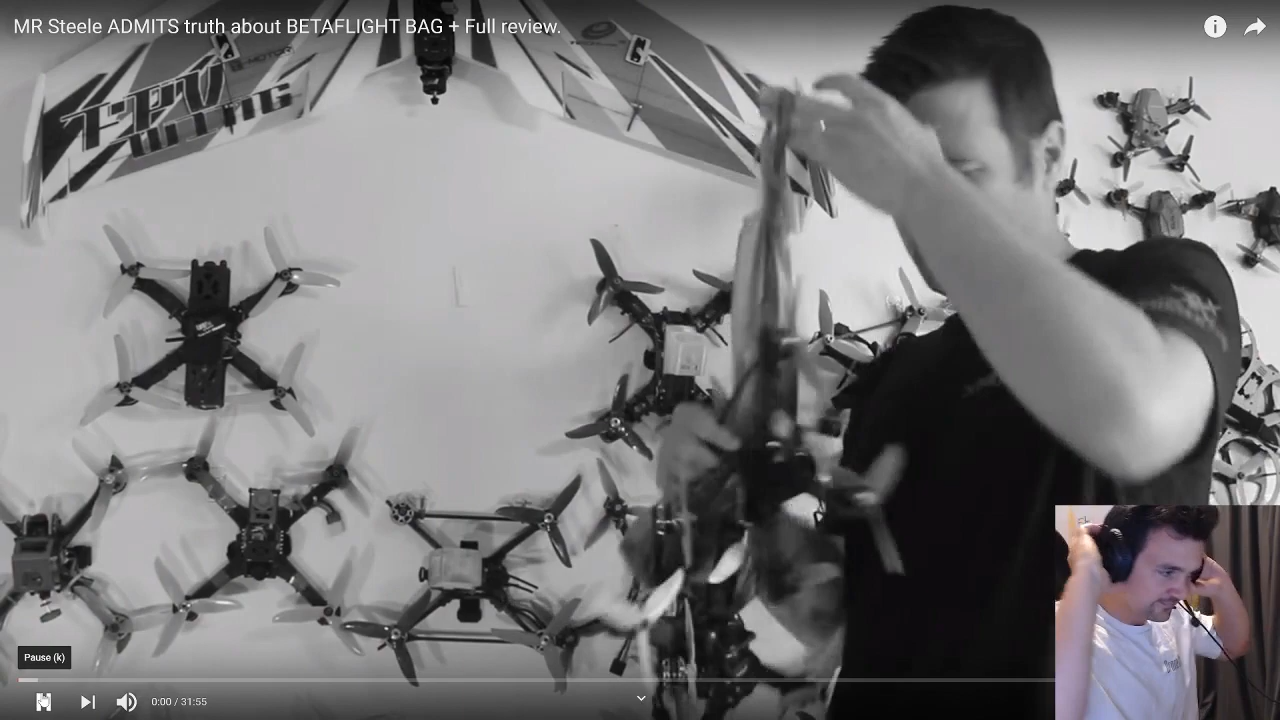 MR Steele ADMITS truth about BETAFLIGHT BAG + Full review.
FPV
Pause (k)
0:00 / 31:55